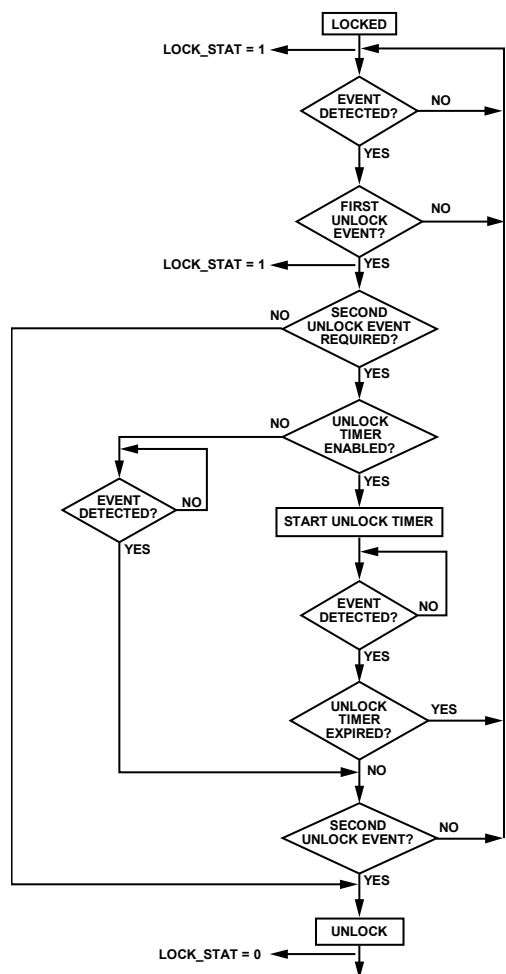 LOCKED
LOCK_STAT = 1
EVENT
DETECTED?
NO
YES
FIRST
UNLOCK
EVENT?
NO
LOCK_STAT = 1
YES
SECOND
UNLOCK EVENT
REQUIRED?
NO
YES
UNLOCK
TIMER
ENABLED?
NO
YES
EVENT
DETECTED?
NO
YES
START UNLOCK TIMER
EVENT
DETECTED?
NO
YES
UNLOCK
TIMER
EXPIRED?
YES
NO
SECOND
UNLOCK EVENT?
NO
YES
UNLOCK
LOCK_STAT = 0